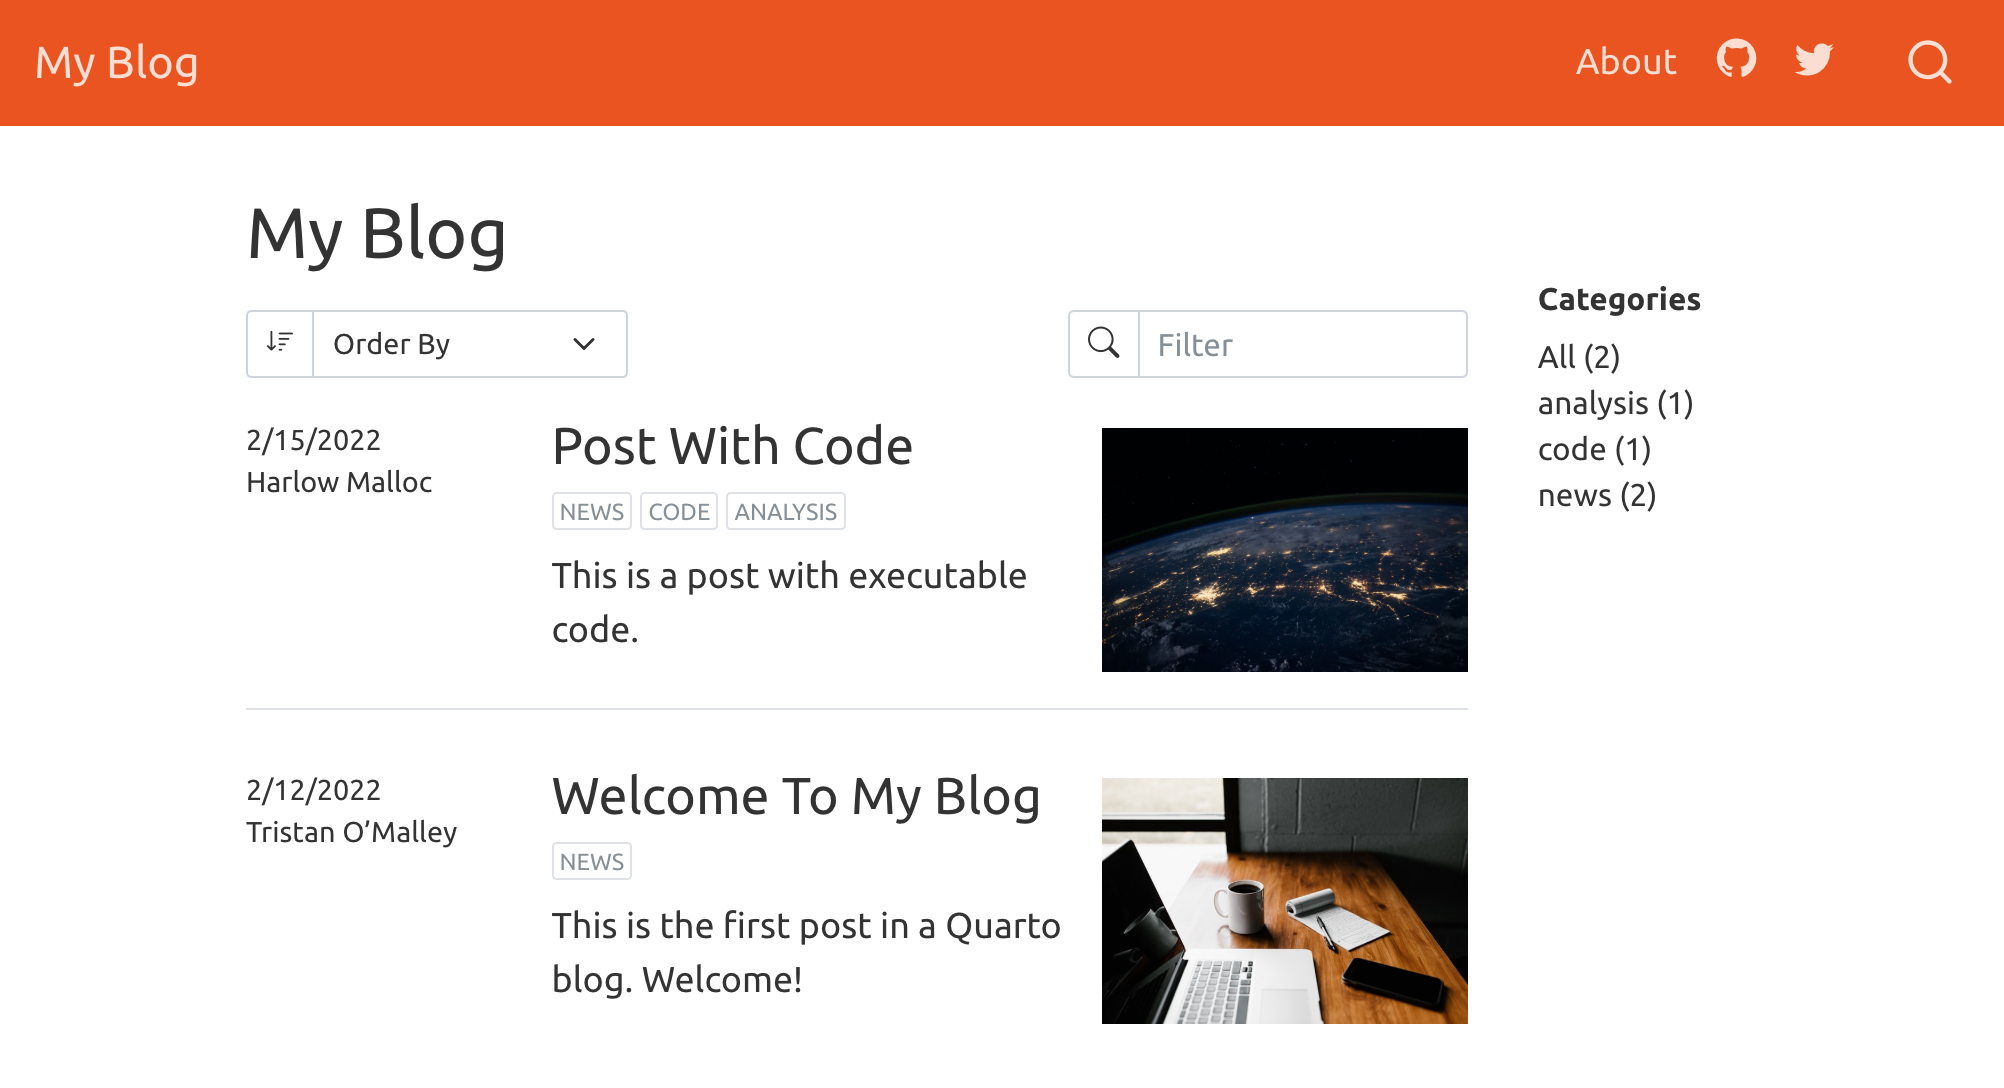 My Blog
About
My Blog
Order By
Filter
2/15/2022
Harlow Malloc
Post With Code
NEWS CODE ANALYSIS
This is a post with executable
code.
2/12/2022
Tristan O’Malley
Welcome To My Blog
NEWS
This is the first post in a Quarto
blog. Welcome!
Categories
All (2)
analysis (1)
code (1)
news (2)